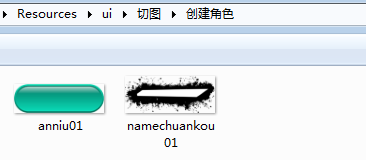 Resources ▸ ui ▸ 切图 ▸ 创建角色
anniu01
namechuankou
01